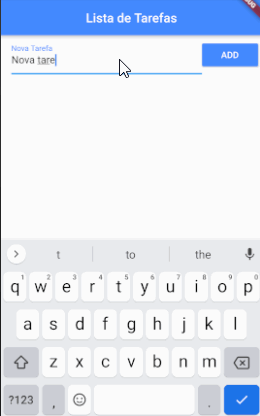 Lista de Tarefas
Nova Tarefa
Nova tare
ADD
t to the
1 2 3 4 5 6 7 8 9 0
q w e r t y u i o p
a s d f g h j k l
z x c v b n m
?123 , .